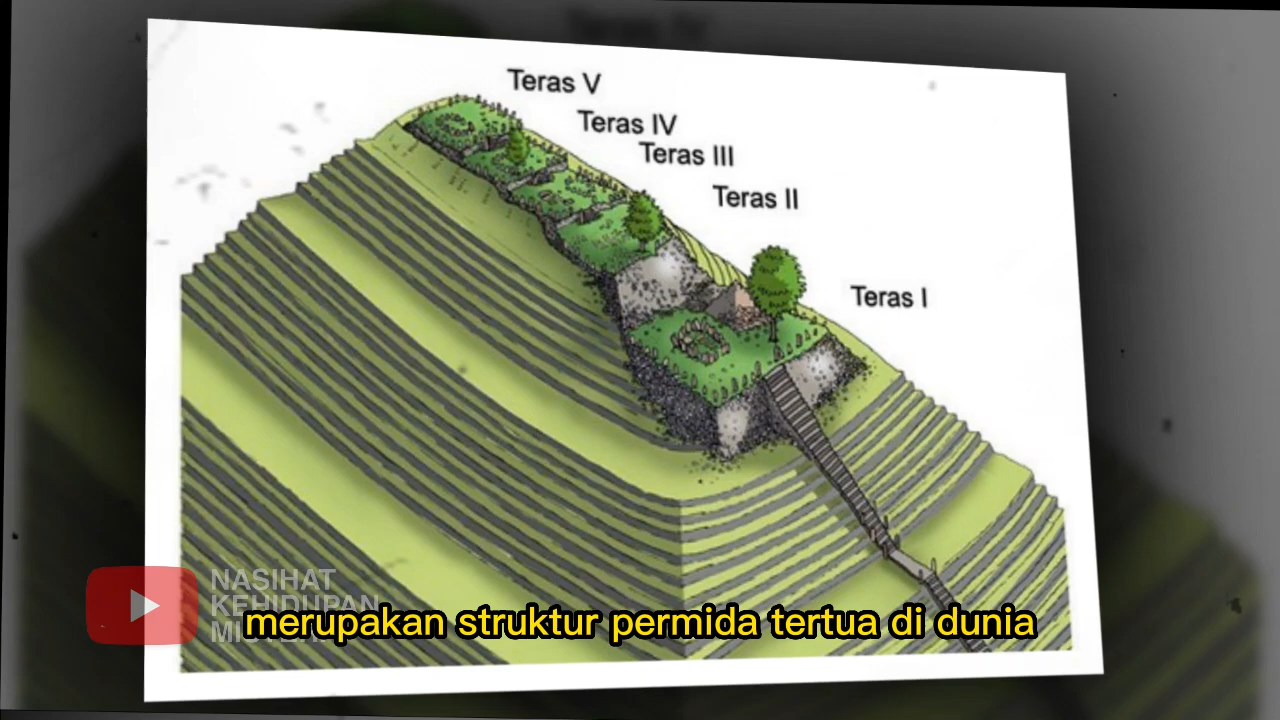 Teras V
Teras IV
Teras III
Teras II
Teras I
NASIHAT
KEHIDUPAN
merupakan struktur permida tertua di dunia